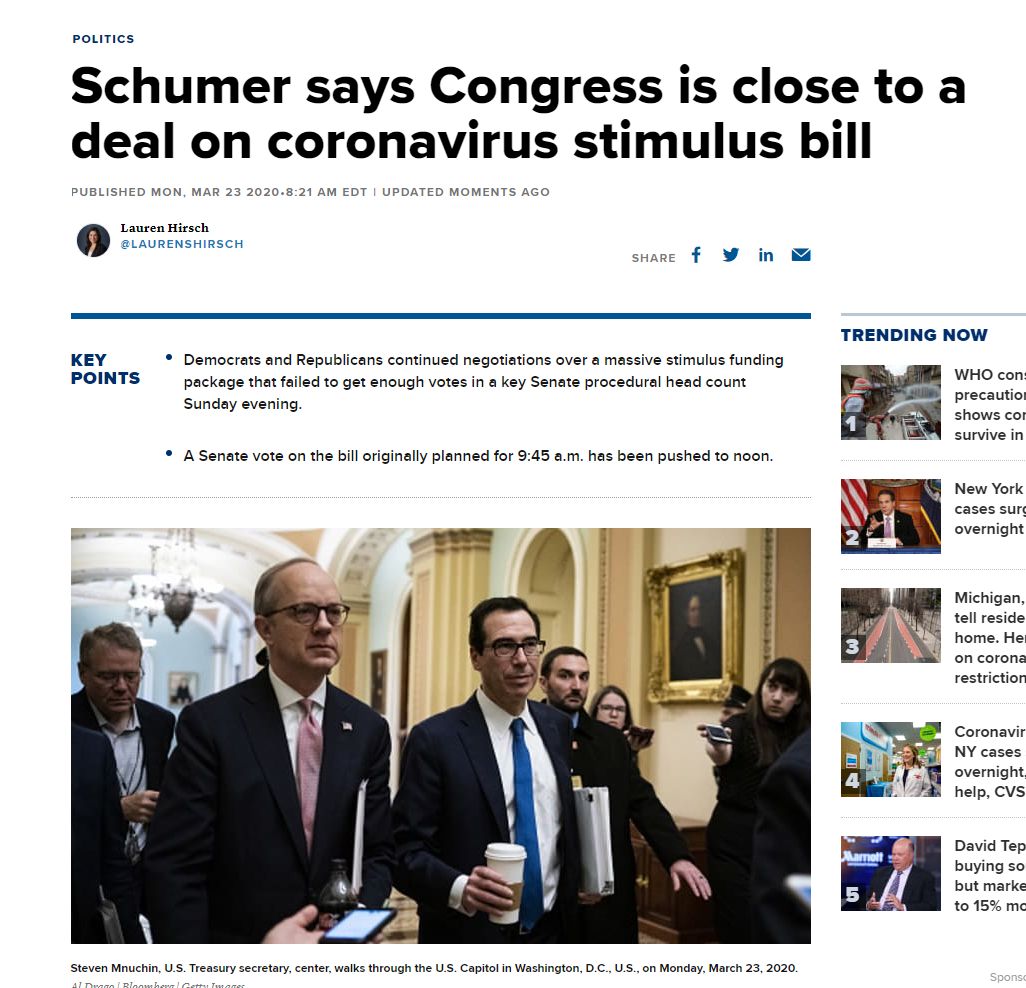 POLITICS
Schumer says Congress is close to a
deal on coronavirus stimulus bill
PUBLISHED MON, MAR 23 2020•8:21 AM EDT | UPDATED MOMENTS AGO
Lauren Hirsch
@LAURENSHIRSCH
SHARE
KEY
POINTS
• Democrats and Republicans continued negotiations over a massive stimulus funding
package that failed to get enough votes in a key Senate procedural head count
Sunday evening.
• A Senate vote on the bill originally planned for 9:45 a.m. has been pushed to noon.
Steven Mnuchin, U.S. Treasury secretary, center, walks through the U.S. Capitol in Washington, D.C., U.S., on Monday, March 23, 2020.
Al Drago | Bloomberg | Getty Images
TRENDING NOW
1
WHO cons
precaution
shows cor
survive in
2
New York
cases surg
overnight
3
Michigan,
tell reside
home. Her
on corona
restriction
4
Coronavir
NY cases
overnight,
help, CVS
Marriott
5
David Tep
buying so
but marke
to 15% mo
Sponso